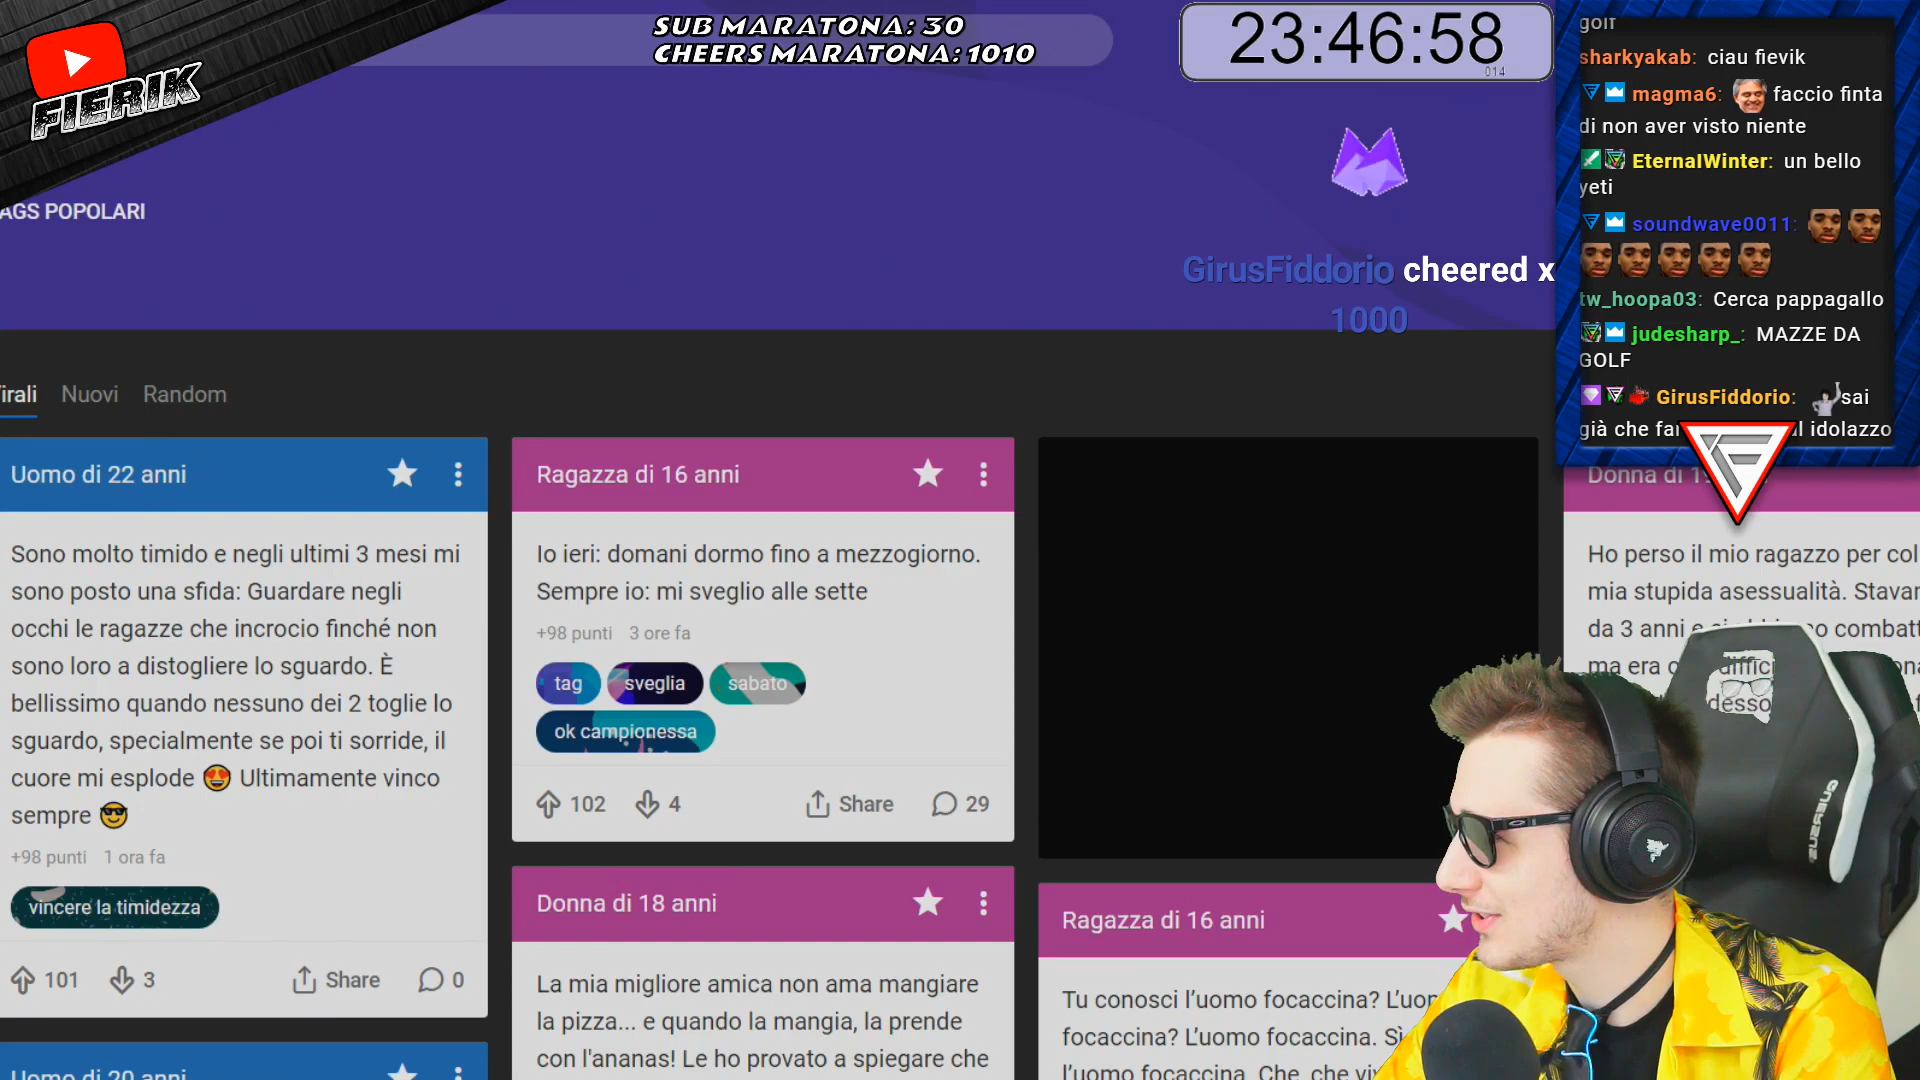 FIERIK
SUB MARATONA: 30
CHEERS MARATONA: 1010
23:46:58
014
AGS POPOLARI
GirusFiddorio cheered x
1000
golf
sharkyakab: ciau fievik
magma6: faccio finta
di non aver visto niente
EternalWinter: un bello
yeti
soundwave0011:
tw_hoopa03: Cerca pappagallo
judesharp_: MAZZE DA
GOLF
GirusFiddorio: sai
già che far l idolazzo
irali Nuovi Random
Uomo di 22 anni
Sono molto timido e negli ultimi 3 mesi mi
sono posto una sfida: Guardare negli
occhi le ragazze che incrocio finché non
sono loro a distogliere lo sguardo. È
bellissimo quando nessuno dei 2 toglie lo
sguardo, specialmente se poi ti sorride, il
cuore mi esplode 😍 Ultimamente vinco
sempre 😎
+98 punti 1 ora fa
vincere la timidezza
101 3 Share 0
Uomo di 20 anni
Ragazza di 16 anni
Io ieri: domani dormo fino a mezzogiorno.
Sempre io: mi sveglio alle sette
+98 punti 3 ore fa
tag sveglia sabato
ok campionessa
102 4 Share 29
Donna di 18 anni
La mia migliore amica non ama mangiare
la pizza... e quando la mangia, la prende
con l'ananas! Le ho provato a spiegare che
Ragazza di 16 anni
Tu conosci l'uomo focaccina? L'uo
focaccina? L'uomo focaccina. Sì
l'uomo focaccina. Che, che viv
Donna di 1
Ho perso il mio ragazzo per col
mia stupida asessualità. Stavar
da 3 anni e combatt
ma era diffici
desso
COUGAR